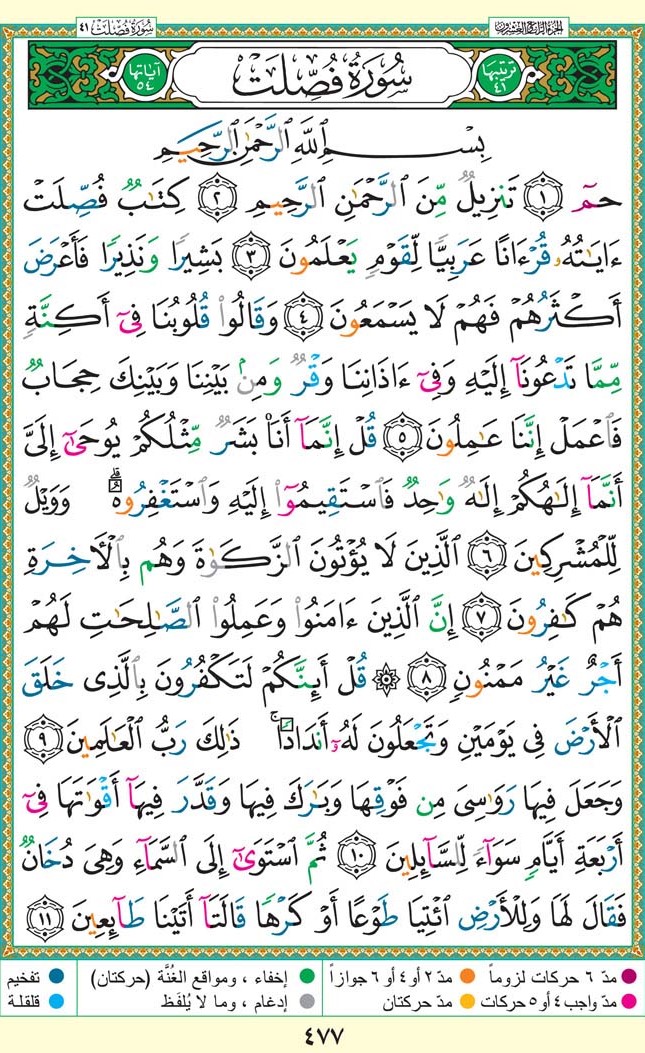 الجزء الرابع والعشرون سورة فصلت ٤١
ترتيبها ٤١ سُورَةُ فُصِّلَتْ آياتها ٥٤
بِسْمِ ٱللَّهِ ٱلرَّحْمَٰنِ ٱلرَّحِيمِ
حمٓ ١ تَنزِيلٌ مِّنَ ٱلرَّحْمَٰنِ ٱلرَّحِيمِ ٢ كِتَٰبٌ فُصِّلَتْ
ءَايَٰتُهُۥ قُرْءَانًا عَرَبِيًّا لِّقَوْمٍ يَعْلَمُونَ ٣ بَشِيرًا وَنَذِيرًا فَأَعْرَضَ
أَكْثَرُهُمْ فَهُمْ لَا يَسْمَعُونَ ٤ وَقَالُوا۟ قُلُوبُنَا فِىٓ أَكِنَّةٍ
مِّمَّا تَدْعُونَآ إِلَيْهِ وَفِىٓ ءَاذَانِنَا وَقْرٌ وَمِنۢ بَيْنِنَا وَبَيْنِكَ حِجَابٌ
فَٱعْمَلْ إِنَّنَا عَٰمِلُونَ ٥ قُلْ إِنَّمَآ أَنَا۠ بَشَرٌ مِّثْلُكُمْ يُوحَىٰٓ إِلَىَّ
أَنَّمَآ إِلَٰهُكُمْ إِلَٰهٌ وَٰحِدٌ فَٱسْتَقِيمُوٓا۟ إِلَيْهِ وَٱسْتَغْفِرُوهُ ۗ وَوَيْلٌ
لِّلْمُشْرِكِينَ ٦ ٱلَّذِينَ لَا يُؤْتُونَ ٱلزَّكَوٰةَ وَهُم بِٱلْءَاخِرَةِ
هُمْ كَٰفِرُونَ ٧ إِنَّ ٱلَّذِينَ ءَامَنُوا۟ وَعَمِلُوا۟ ٱلصَّٰلِحَٰتِ لَهُمْ
أَجْرٌ غَيْرُ مَمْنُونٍ ٨ ۞ قُلْ أَئِنَّكُمْ لَتَكْفُرُونَ بِٱلَّذِى خَلَقَ
ٱلْأَرْضَ فِى يَوْمَيْنِ وَتَجْعَلُونَ لَهُۥٓ أَندَادًا ۚ ذَٰلِكَ رَبُّ ٱلْعَٰلَمِينَ ٩
وَجَعَلَ فِيهَا رَوَٰسِىَ مِن فَوْقِهَا وَبَٰرَكَ فِيهَا وَقَدَّرَ فِيهَآ أَقْوَٰتَهَا فِىٓ
أَرْبَعَةِ أَيَّامٍ سَوَآءً لِّلسَّآئِلِينَ ١٠ ثُمَّ ٱسْتَوَىٰٓ إِلَى ٱلسَّمَآءِ وَهِىَ دُخَانٌ
فَقَالَ لَهَا وَلِلْأَرْضِ ٱئْتِيَا طَوْعًا أَوْ كَرْهًا قَالَتَآ أَتَيْنَا طَآئِعِينَ ١١
مدّ ٦ حركات لزوماً مدّ ٢ أو ٤ أو ٦ جوازاً إخفاء ، ومواقع الغُنَّة (حركتان) تفخيم
مدّ واجب ٤ أو ٥ حركات مدّ حركتان إدغام ، وما لا يُلفَظ قلقلة
٤٧٧